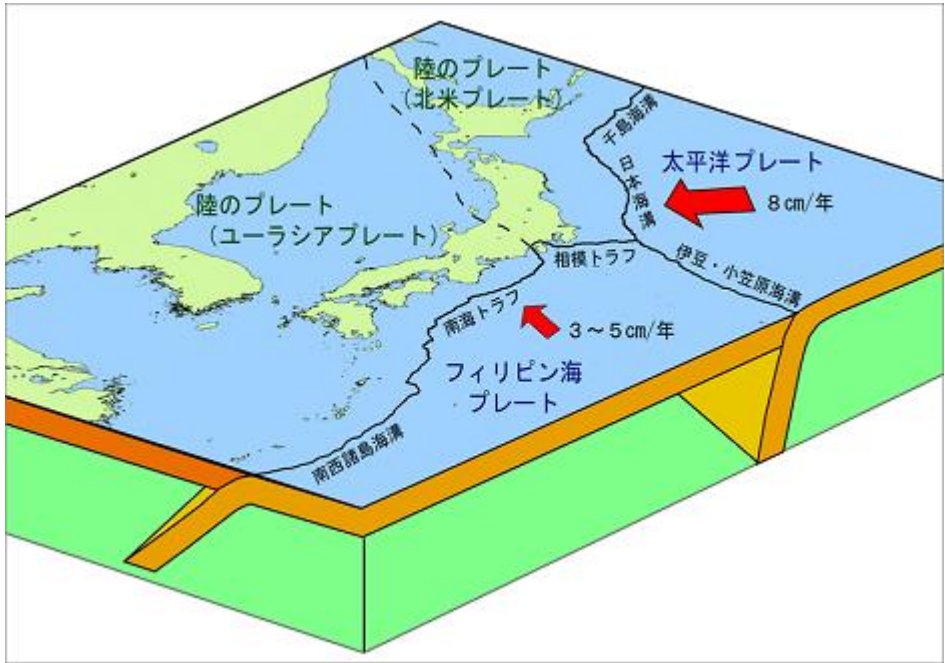 陸のプレート
（北米プレート）
千島海溝
日本海溝
太平洋プレート
8㎝/年
陸のプレート
（ユーラシアプレート）
相模トラフ
伊豆・小笠原海溝
南海トラフ
3～5㎝/年
フィリピン海
プレート
南西諸島海溝